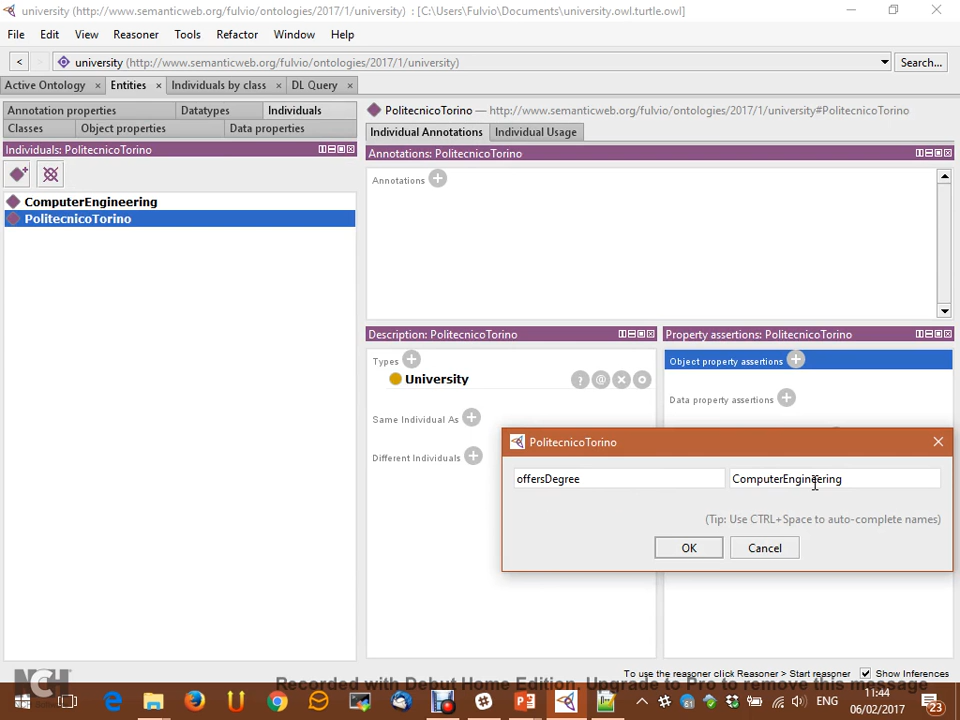 university (http://www.semanticweb.org/fulvio/ontologies/2017/1/university) : [C:\Users\Fulvio\Documents\university.owl.turtle.owl]
File Edit View Reasoner Tools Refactor Window Help
< university (http://www.semanticweb.org/fulvio/ontologies/2017/1/university) Search...
Active Ontology × Entities × Individuals by class × DL Query ×
Annotation properties Datatypes Individuals
Classes Object properties Data properties
Individuals: PolitecnicoTorino
ComputerEngineering
PolitecnicoTorino
PolitecnicoTorino — http://www.semanticweb.org/fulvio/ontologies/2017/1/university#PolitecnicoTorino
Individual Annotations Individual Usage
Annotations: PolitecnicoTorino
Annotations
Description: PolitecnicoTorino
Types
University
Same Individual As
Different Individuals
Property assertions: PolitecnicoTorino
Object property assertions
Data property assertions
PolitecnicoTorino
offersDegree ComputerEngineering
(Tip: Use CTRL+Space to auto-complete names)
OK Cancel
To use the reasoner click Reasoner > Start reasoner Show Inferences
NCH
Recorded with Debut Home Edition. Upgrade to Pro to remove this message
61 ENG 11:44
06/02/2017 23